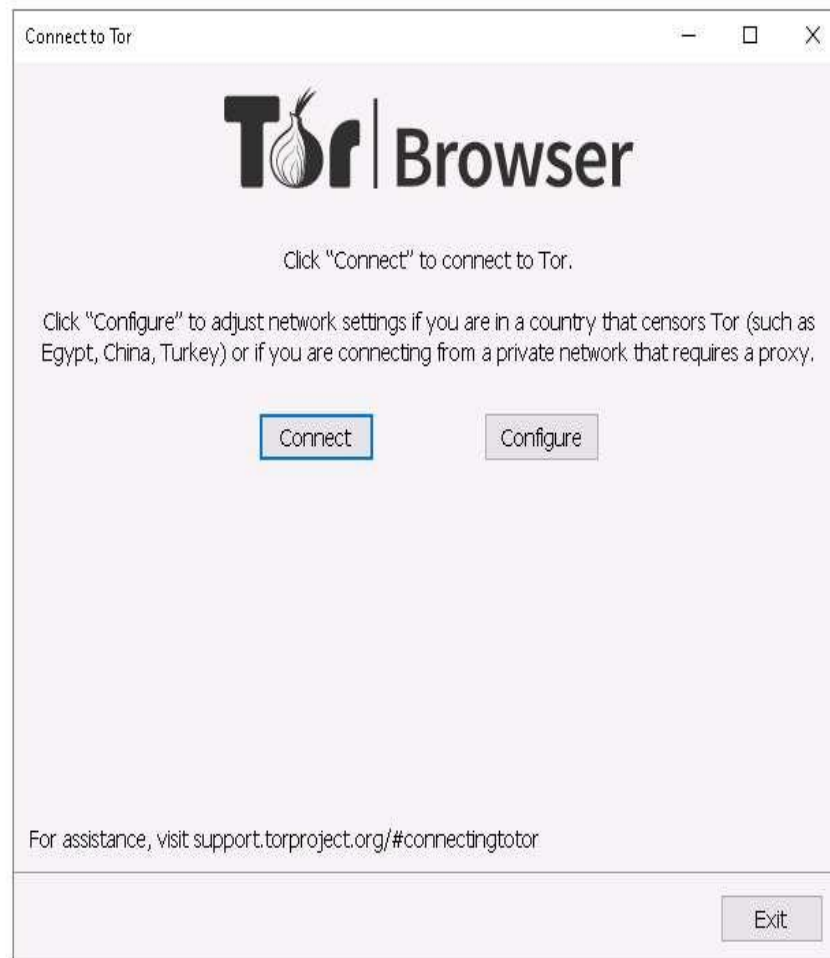 Connect to Tor
Tor Browser
Click “Connect” to connect to Tor.
Click “Configure” to adjust network settings if you are in a country that censors Tor (such as
Egypt, China, Turkey) or if you are connecting from a private network that requires a proxy.
Connect Configure
For assistance, visit support.torproject.org/#connectingtotor
Exit